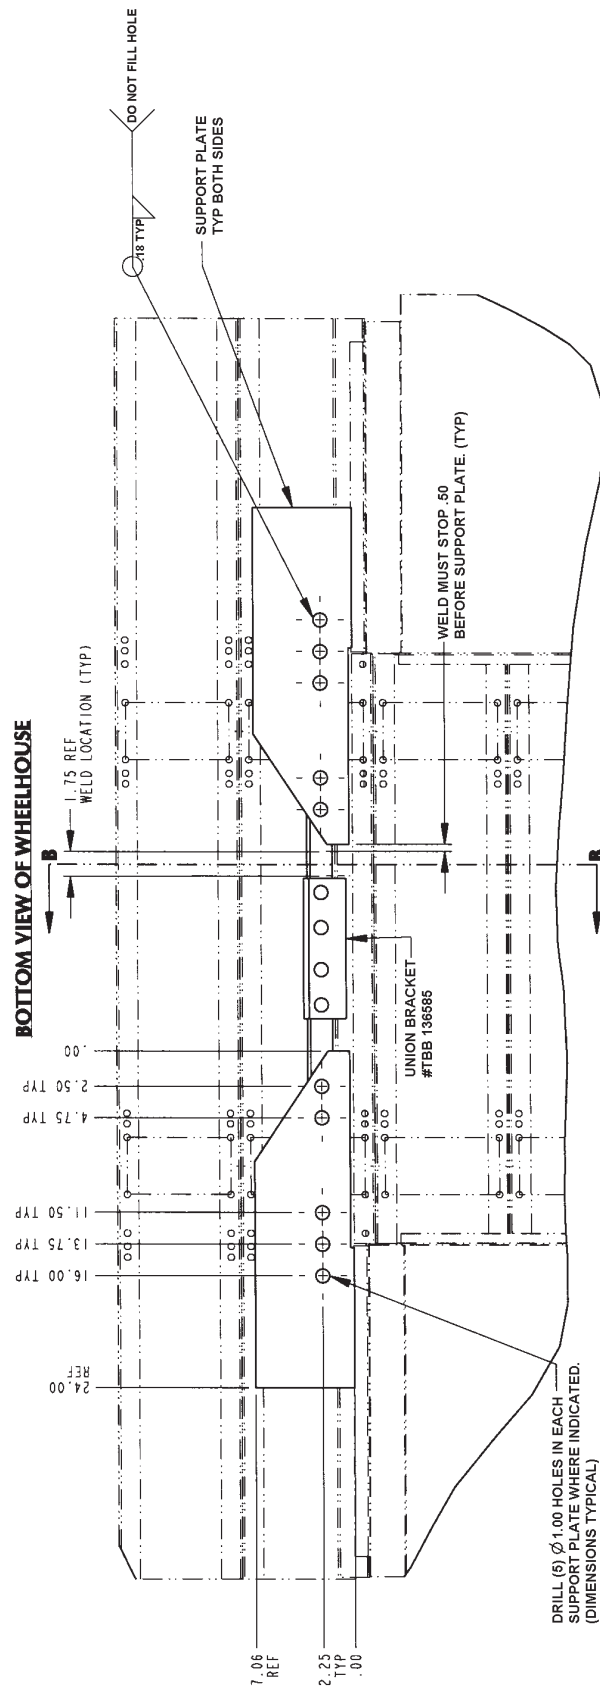 BOTTOM VIEW OF WHEELHOUSE
DO NOT FILL HOLE
.18 TYP
SUPPORT PLATE
TYP BOTH SIDES
1.75 REF
WELD LOCATION (TYP)
B
B
WELD MUST STOP .50
BEFORE SUPPORT PLATE. (TYP)
UNION BRACKET
#TBB 136585
.00
2.50 TYP
4.75 TYP
11.50 TYP
13.75 TYP
16.00 TYP
24.00
REF
7.06
REF
2.25
TYP
.00
DRILL (5) Ø 1.00 HOLES IN EACH
SUPPORT PLATE WHERE INDICATED.
(DIMENSIONS TYPICAL)